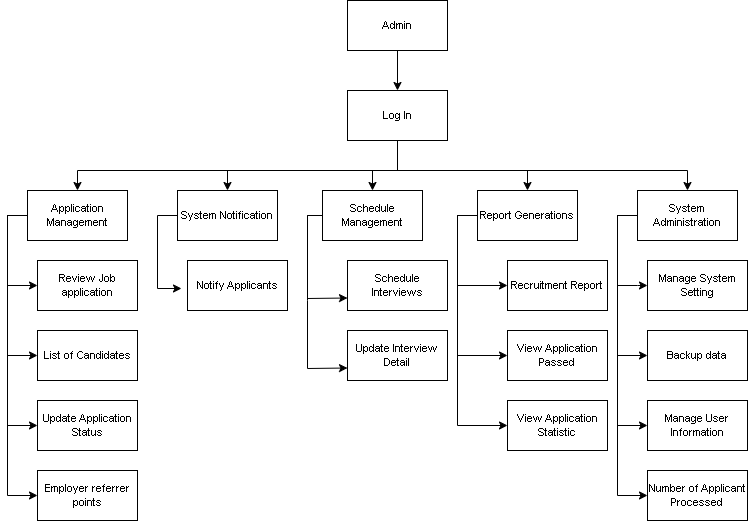 Admin
Log In
Application
Management
System Notification
Schedule
Management
Report Generations
System
Administration
Review Job
application
Notify Applicants
Schedule
Interviews
Recruitment Report
Manage System
Setting
List of Candidates
Update Interview
Detail
View Application
Passed
Backup data
Update Application
Status
View Application
Statistic
Manage User
Information
Employer referrer
points
Number of Applicant
Processed